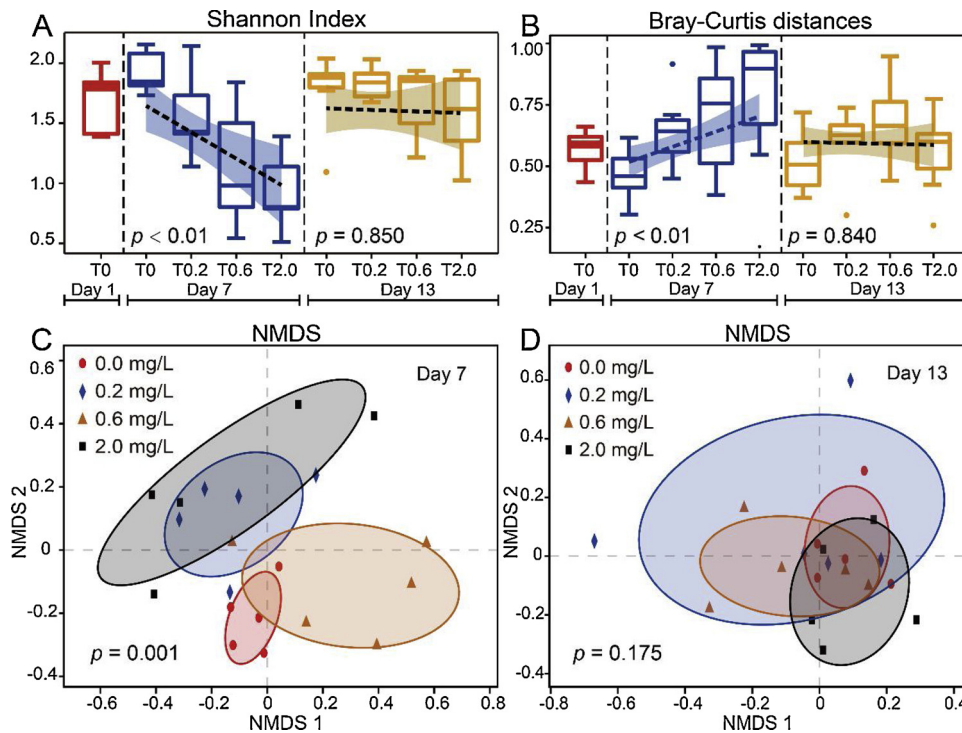 A Shannon Index
2.0
1.5
1.0
0.5
p < 0.01
p = 0.850
T0 T0 T0.2 T0.6 T2.0 T0 T0.2 T0.6 T2.0
Day 1 Day 7 Day 13
B Bray-Curtis distances
1.00
0.75
0.50
0.25
p < 0.01
p = 0.840
T0 T0 T0.2 T0.6 T2.0 T0 T0.2 T0.6 T2.0
Day 1 Day 7 Day 13
C NMDS
0.0 mg/L
0.2 mg/L
0.6 mg/L
2.0 mg/L
Day 7
NMDS 2
0.6
0.4
0.2
0
-0.2
-0.4
p = 0.001
-0.6 -0.4 -0.2 0 0.2 0.4 0.6 0.8
NMDS 1
D NMDS
0.0 mg/L
0.2 mg/L
0.6 mg/L
2.0 mg/L
Day 13
NMDS 2
0.6
0.4
0.2
0
-0.2
-0.4
p = 0.175
-0.8 -0.6 -0.4 -0.2 0 0.2 0.4
NMDS 1